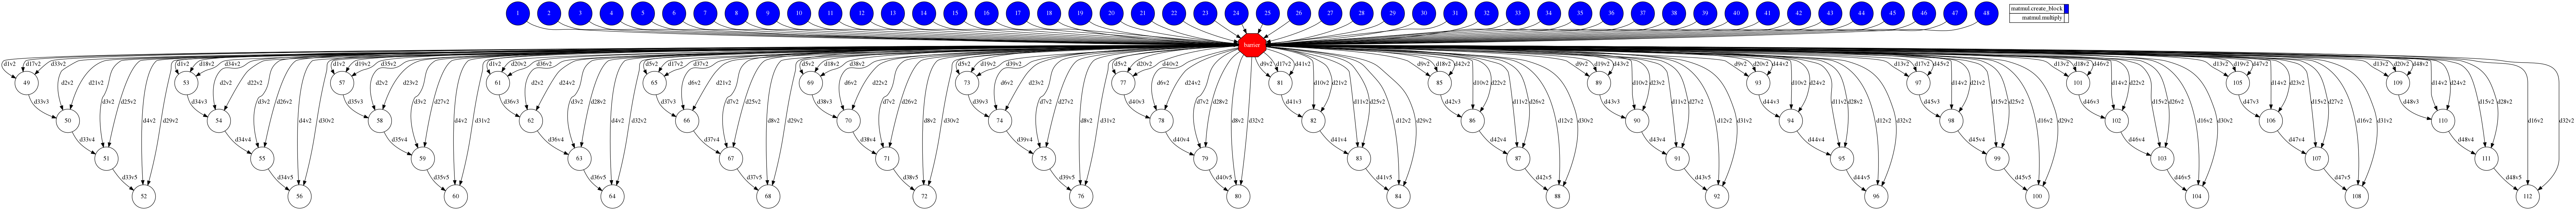 1 2 3 4 5 6 7 8 9 10 11 12 13 14 15 16 17 18 19 20 21 22 23 24 25 26 27 28 29 30 31 32 33 34 35 36 37 38 39 40 41 42 43 44 45 46 47 48
matmul.create_block
matmul.multiply
barrier
d1v2 d17v2 d33v2 d1v2 d18v2 d34v2 d1v2 d19v2 d35v2 d1v2 d20v2 d36v2 d5v2 d17v2 d37v2 d5v2 d18v2 d38v2 d5v2 d19v2 d39v2 d5v2 d20v2 d40v2 d9v2 d17v2 d41v2 d9v2 d18v2 d42v2 d9v2 d19v2 d43v2 d9v2 d20v2 d44v2 d13v2 d17v2 d45v2 d13v2 d18v2 d46v2 d13v2 d19v2 d47v2 d13v2 d20v2 d48v2
49 d2v2 d21v2 53 d2v2 d22v2 57 d2v2 d23v2 61 d2v2 d24v2 65 d6v2 d21v2 69 d6v2 d22v2 73 d6v2 d23v2 77 d6v2 d24v2 81 d10v2 d21v2 85 d10v2 d22v2 89 d10v2 d23v2 93 d10v2 d24v2 97 d14v2 d21v2 101 d14v2 d22v2 105 d14v2 d23v2 109 d14v2 d24v2
d33v3 d3v2 d25v2 d34v3 d3v2 d26v2 d35v3 d3v2 d27v2 d36v3 d3v2 d28v2 d37v3 d7v2 d25v2 d38v3 d7v2 d26v2 d39v3 d7v2 d27v2 d40v3 d7v2 d28v2 d41v3 d11v2 d25v2 d42v3 d11v2 d26v2 d43v3 d11v2 d27v2 d44v3 d11v2 d28v2 d45v3 d15v2 d25v2 d46v3 d15v2 d26v2 d47v3 d15v2 d27v2 d48v3 d15v2 d28v2
50 d4v2 d29v2 54 d4v2 d30v2 58 d4v2 d31v2 62 d4v2 d32v2 66 d8v2 d29v2 70 d8v2 d30v2 74 d8v2 d31v2 78 d8v2 d32v2 82 d12v2 d29v2 86 d12v2 d30v2 90 d12v2 d31v2 94 d12v2 d32v2 98 d16v2 d29v2 102 d16v2 d30v2 106 d16v2 d31v2 110 d16v2 d32v2
d33v4 d34v4 d35v4 d36v4 d37v4 d38v4 d39v4 d40v4 d41v4 d42v4 d43v4 d44v4 d45v4 d46v4 d47v4 d48v4
51 55 59 63 67 71 75 79 83 87 91 95 99 103 107 111
d33v5 d34v5 d35v5 d36v5 d37v5 d38v5 d39v5 d40v5 d41v5 d42v5 d43v5 d44v5 d45v5 d46v5 d47v5 d48v5
52 56 60 64 68 72 76 80 84 88 92 96 100 104 108 112